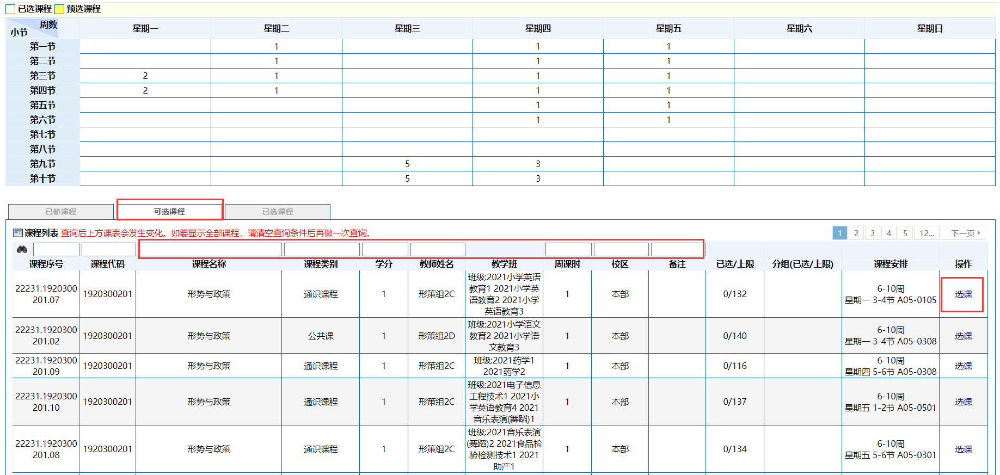 已选课程 预选课程
周数
小节
星期一 星期二 星期三 星期四 星期五 星期六 星期日
第一节 1 1 1
第二节 1 1 1
第三节 2 1 1 1
第四节 2 1 1 1
第五节 1 1
第六节 1 1
第七节
第八节
第九节 5 3
第十节 5 3
已修课程 可选课程 已选课程
课程列表 查询后上方课表会发生变化。如要显示全部课程，请清空查询条件后再做一次查询。 1 2 3 4 5 12... 下一页
课程序号 课程代码 课程名称 课程类别 学分 教师姓名 教学班 周课时 校区 备注 已选/上限 分组(已选/上限) 课程安排 操作
22231.1920300
201.07
1920300201
形势与政策
通识课程
1
形策组2C
班级:2021小学英语
教育1 2021小学英
语教育2 2021小学
英语教育3
1
本部
0/132
6-10周
星期一 3-4节 A05-0105
选课
22231.1920300
201.02
1920300201
形势与政策
公共课
1
形策组2D
班级:2021小学语文
教育2 2021小学语
文教育3
1
本部
0/140
6-10周
星期一 3-4节 A05-0308
选课
22231.1920300
201.09
1920300201
形势与政策
通识课程
1
形策组2C
班级:2021药学1
2021药学2
1
本部
0/116
6-10周
星期四 5-6节 A05-0308
选课
22231.1920300
201.10
1920300201
形势与政策
通识课程
1
形策组2C
班级:2021电子信息
工程技术1 2021小
学英语教育4 2021
音乐表演(舞蹈)1
1
本部
0/137
6-10周
星期五 1-2节 A05-0501
选课
22231.1920300
201.08
1920300201
形势与政策
通识课程
1
形策组2C
班级:2021音乐表演
(舞蹈)2 2021食品检
验检测技术1 2021
助产1
1
本部
0/134
6-10周
星期五 5-6节 A05-0301
选课